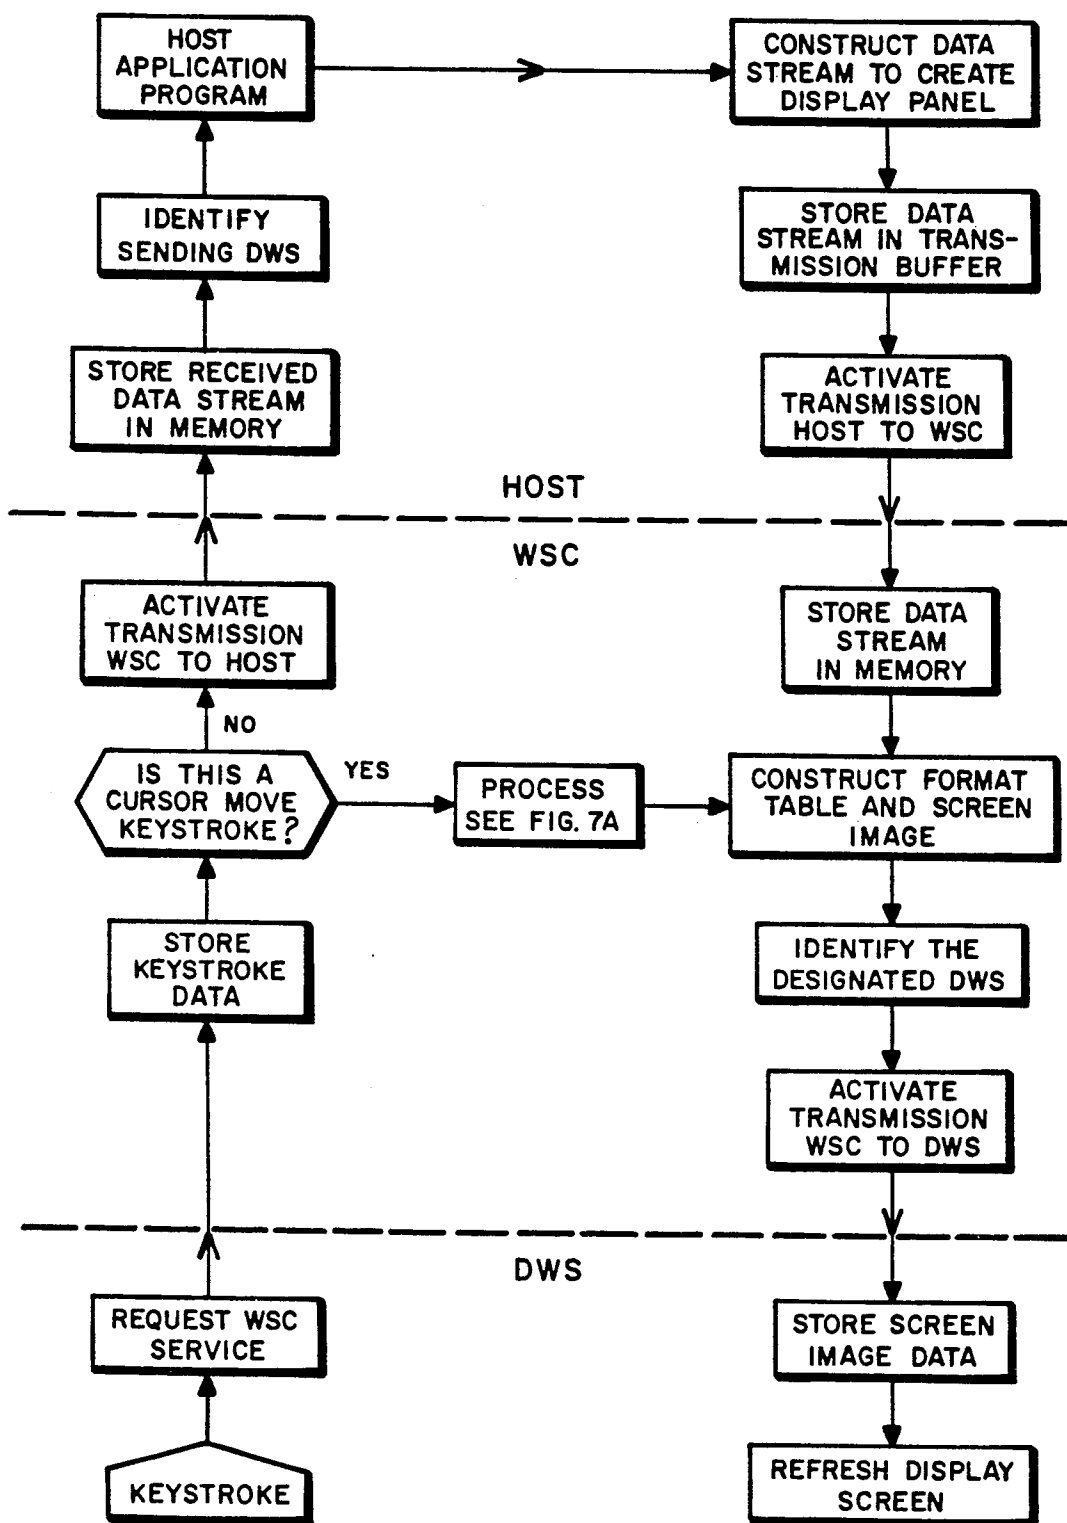 HOST
APPLICATION
PROGRAM
CONSTRUCT DATA
STREAM TO CREATE
DISPLAY PANEL
IDENTIFY
SENDING DWS
STORE DATA
STREAM IN TRANS-
MISSION BUFFER
STORE RECEIVED
DATA STREAM
IN MEMORY
ACTIVATE
TRANSMISSION
HOST TO WSC
HOST
WSC
ACTIVATE
TRANSMISSION
WSC TO HOST
STORE DATA
STREAM
IN MEMORY
NO
IS THIS A
CURSOR MOVE
KEYSTROKE?
YES
PROCESS
SEE FIG. 7A
CONSTRUCT FORMAT
TABLE AND SCREEN
IMAGE
STORE
KEYSTROKE
DATA
IDENTIFY THE
DESIGNATED DWS
ACTIVATE
TRANSMISSION
WSC TO DWS
DWS
REQUEST WSC
SERVICE
STORE SCREEN
IMAGE DATA
KEYSTROKE
REFRESH DISPLAY
SCREEN